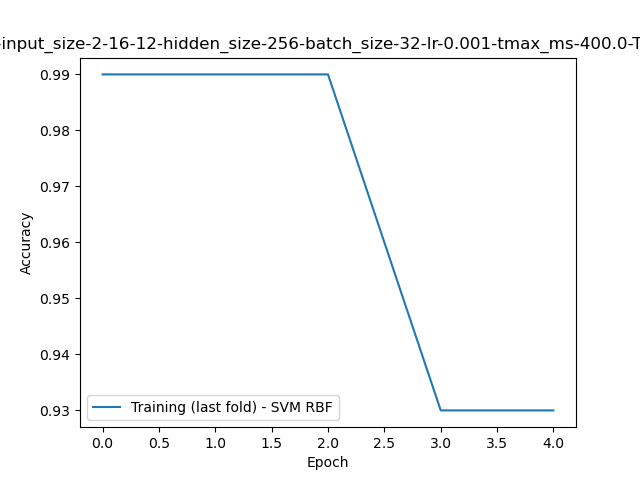 -input_size-2-16-12-hidden_size-256-batch_size-32-lr-0.001-tmax_ms-400.0-T
0.99
0.98
0.97
0.96
0.95
0.94
0.93
Accuracy
Training (last fold) - SVM RBF
0.0 0.5 1.0 1.5 2.0 2.5 3.0 3.5 4.0
Epoch